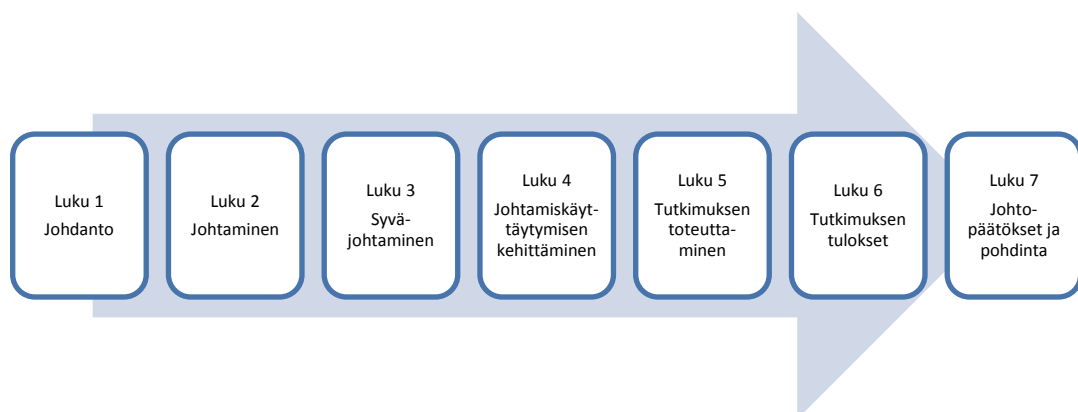 Luku 1
Johdanto
Luku 2
Johtaminen
Luku 3
Syvä-
johtaminen
Luku 4
Johtamiskäyt-
täytymisen
kehittäminen
Luku 5
Tutkimuksen
toteutta-
minen
Luku 6
Tutkimuksen
tulokset
Luku 7
Johto-
päätökset ja
pohdinta